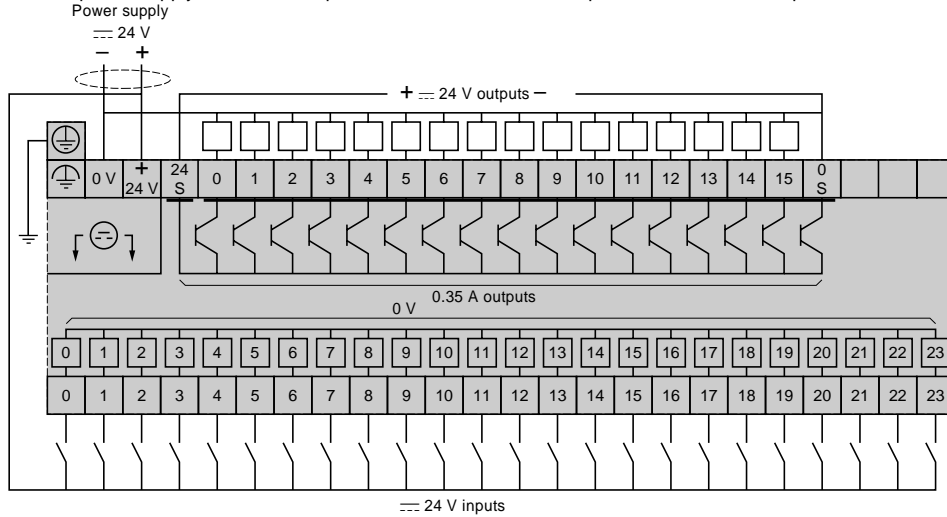 Power supply
24 V
− +
+ 24 V outputs −
0 V + 24 V 24 S 0 1 2 3 4 5 6 7 8 9 10 11 12 13 14 15 0 S
0.35 A outputs
0 V
0 1 2 3 4 5 6 7 8 9 10 11 12 13 14 15 16 17 18 19 20 21 22 23
0 1 2 3 4 5 6 7 8 9 10 11 12 13 14 15 16 17 18 19 20 21 22 23
24 V inputs